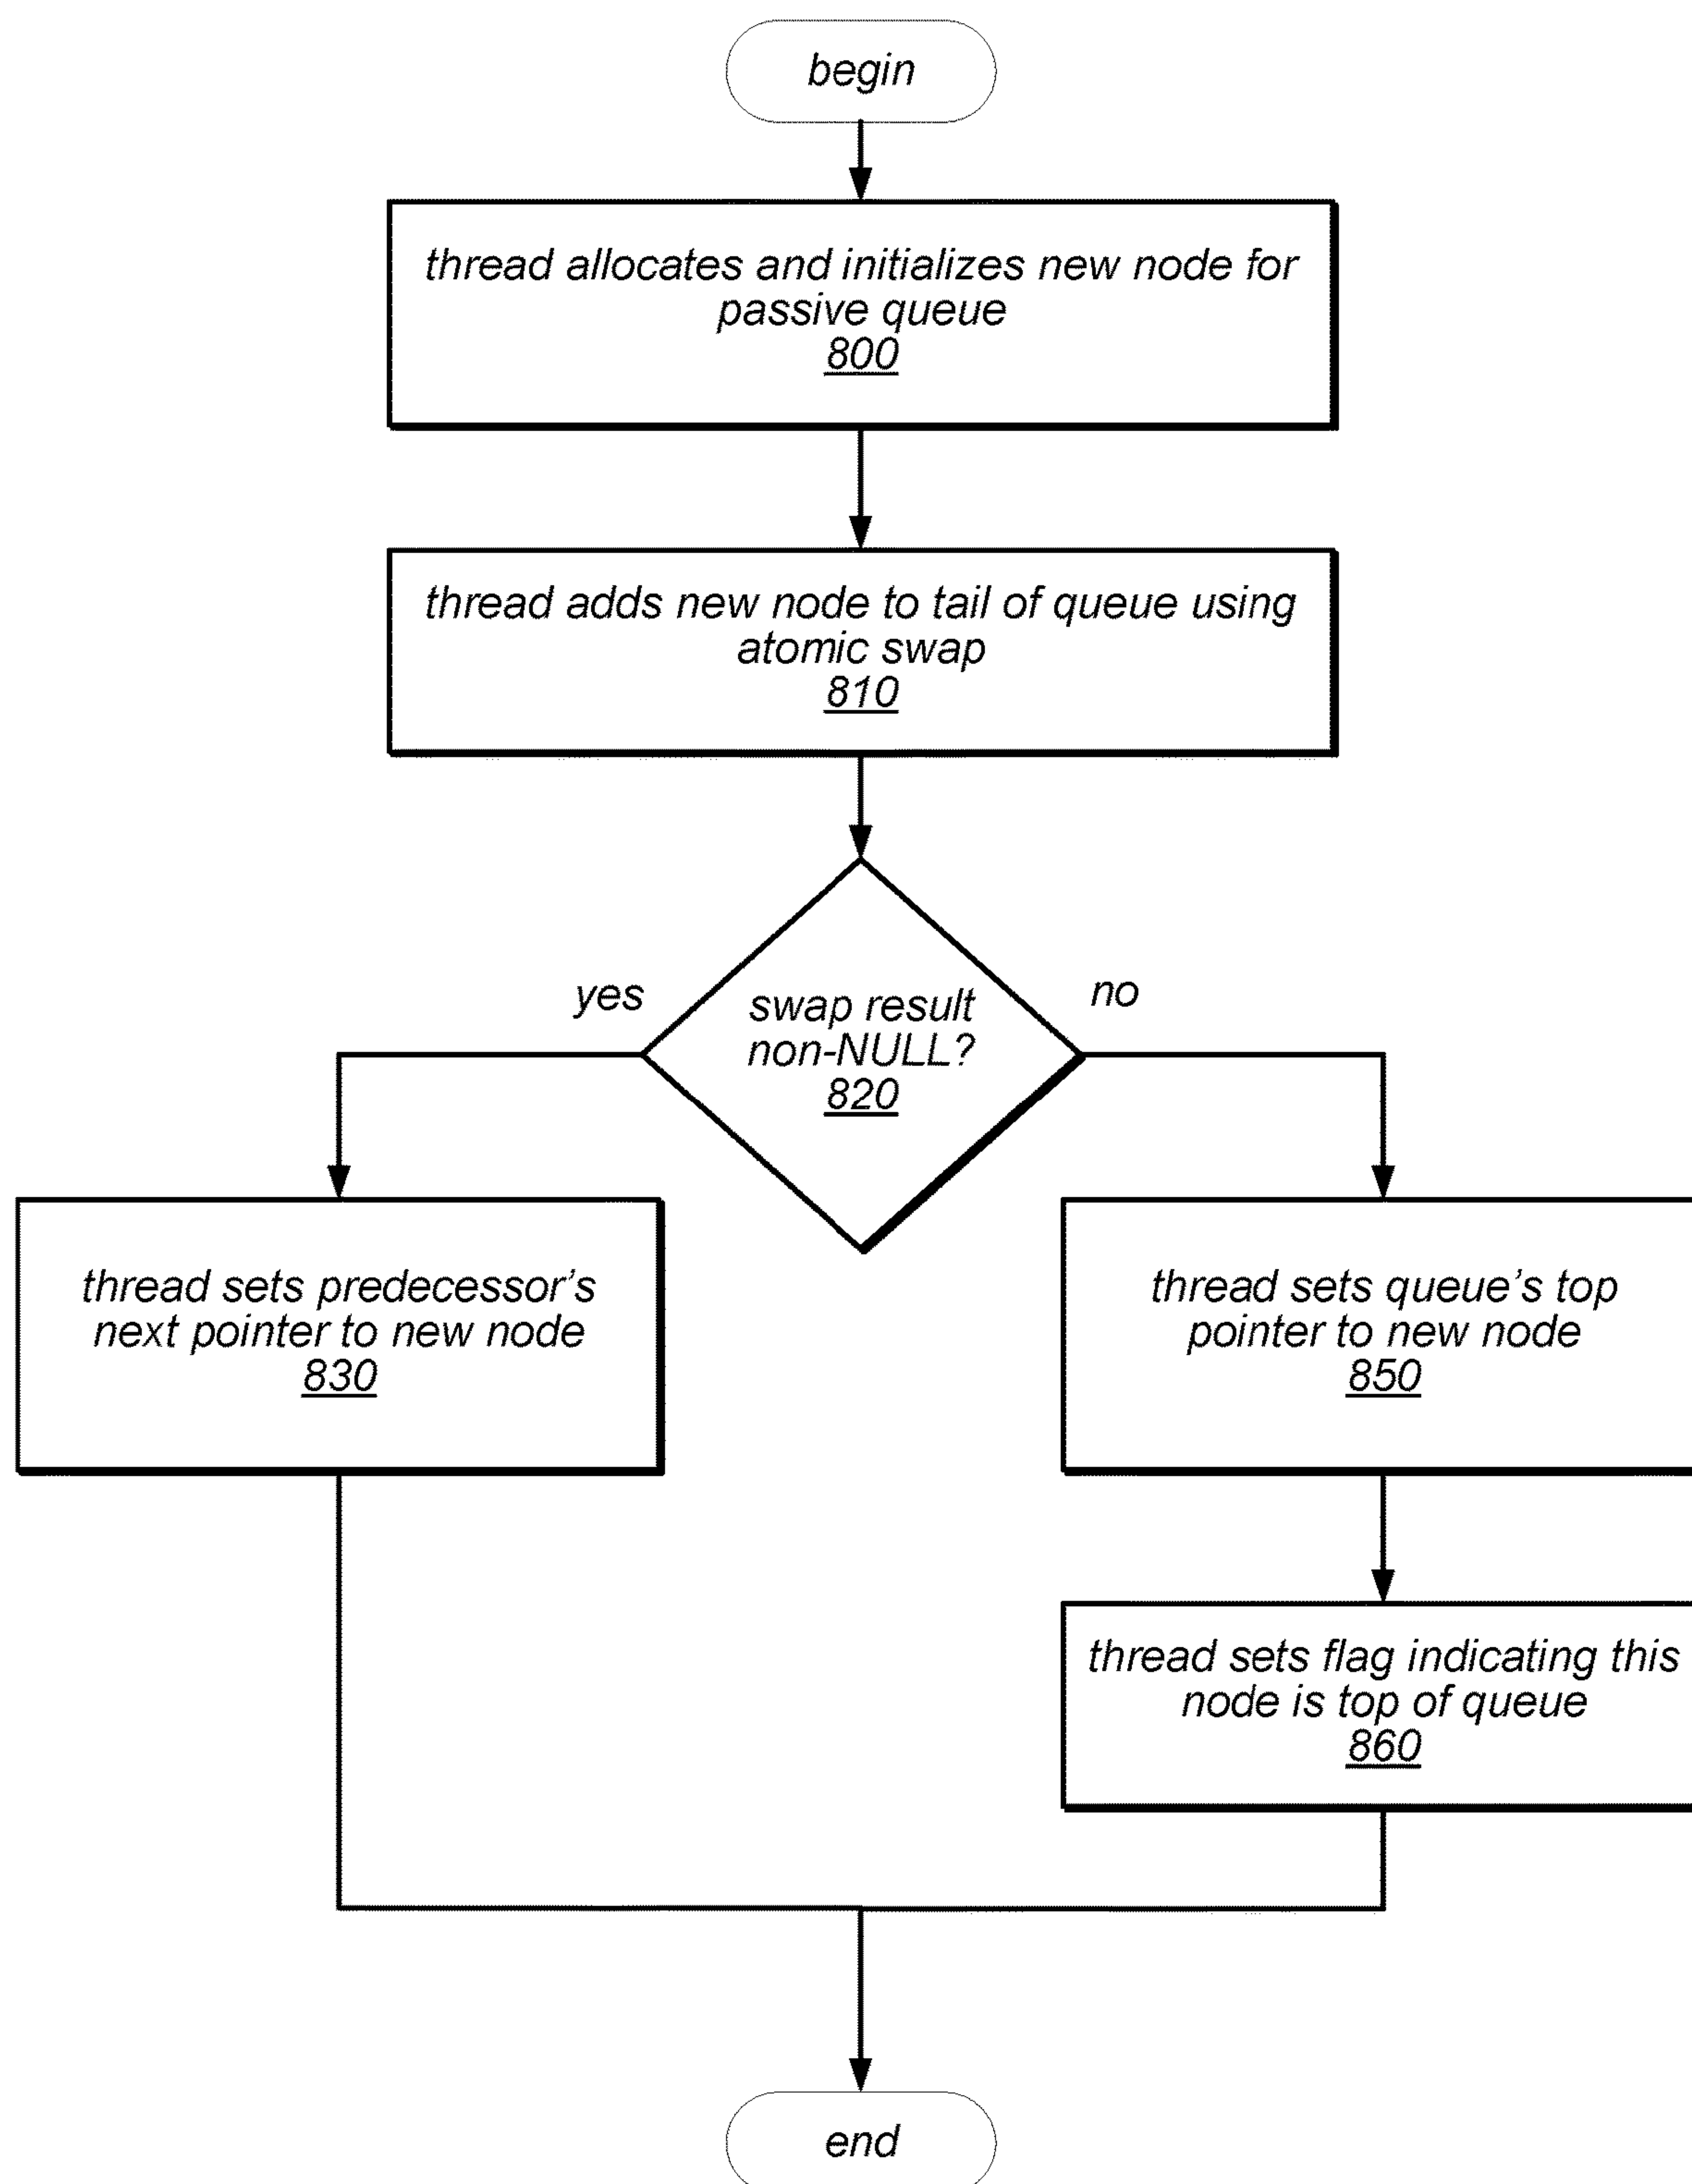 begin
thread allocates and initializes new node for
passive queue
800
thread adds new node to tail of queue using
atomic swap
810
yes
no
swap result
non-NULL?
820
thread sets predecessor's
next pointer to new node
830
thread sets queue's top
pointer to new node
850
thread sets flag indicating this
node is top of queue
860
end